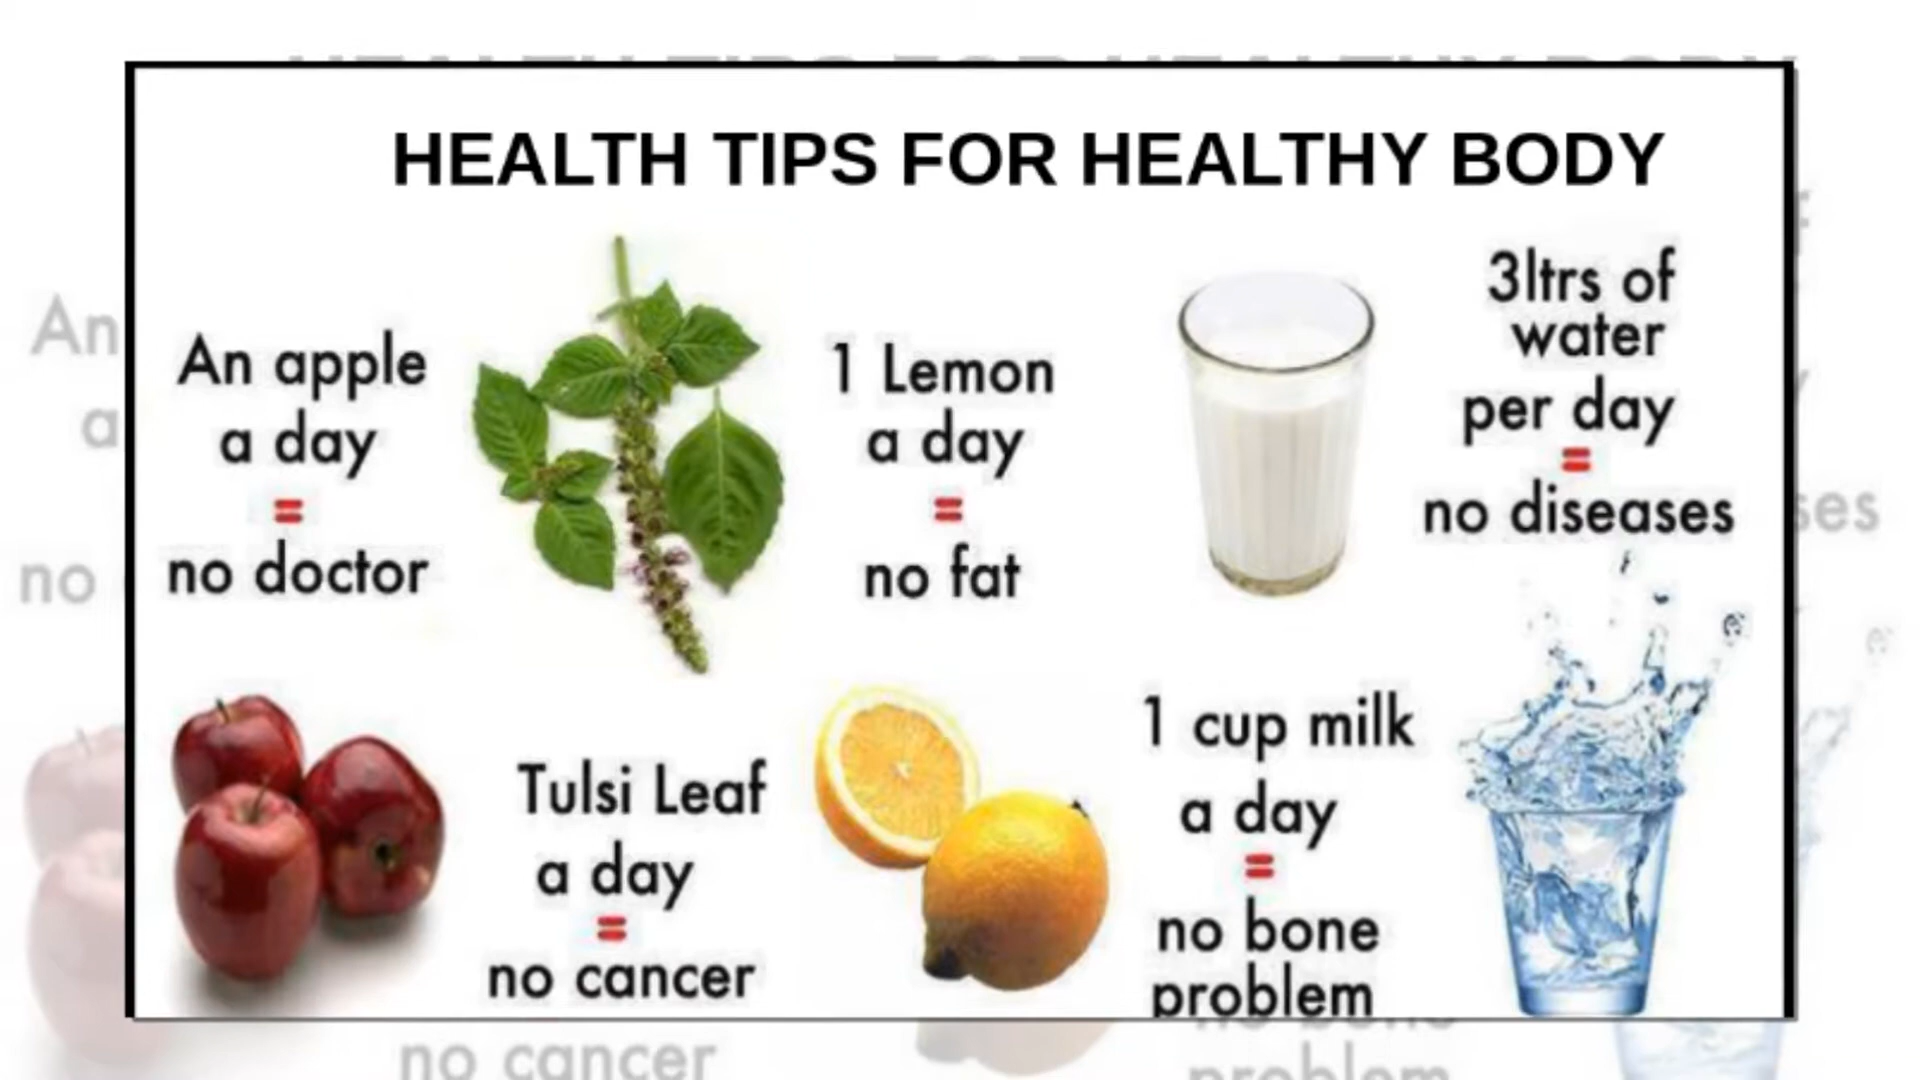 HEALTH TIPS FOR HEALTHY BODY
An apple
a day
=
no doctor
Tulsi Leaf
a day
=
no cancer
1 Lemon
a day
=
no fat
1 cup milk
a day
=
no bone
problem
3ltrs of
water
per day
=
no diseases